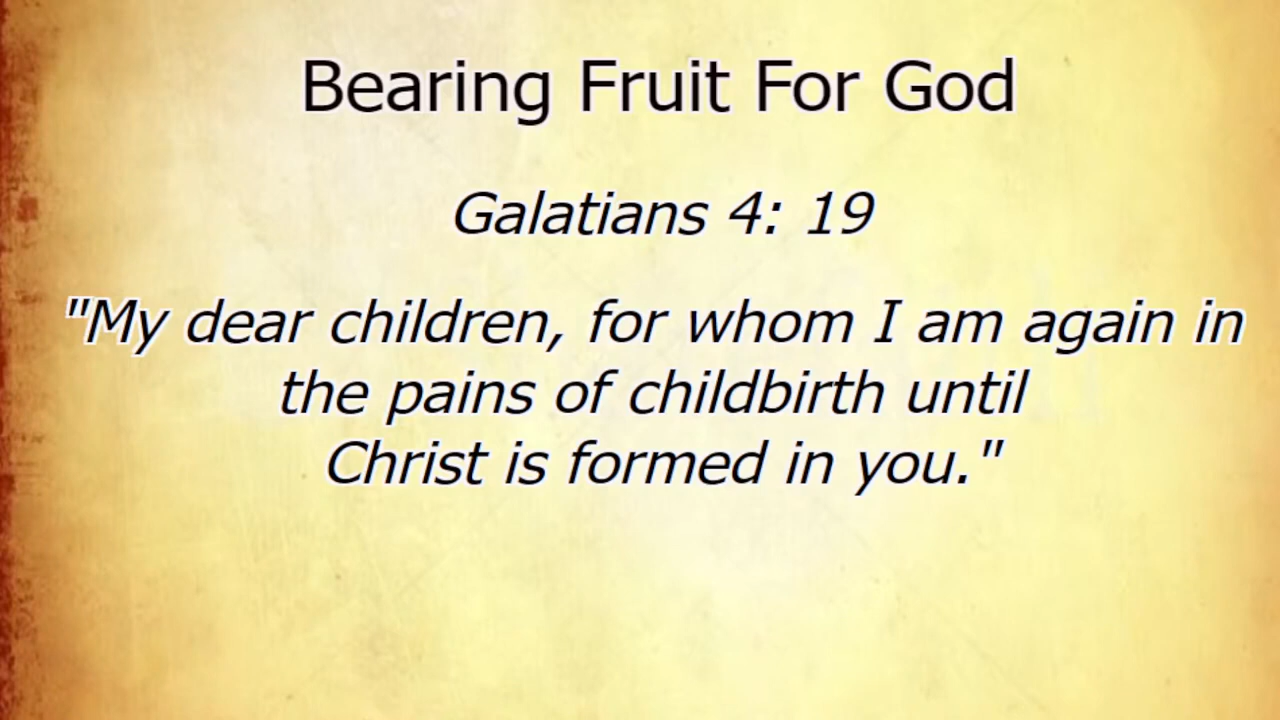 Bearing Fruit For God
Galatians 4: 19
"My dear children, for whom I am again in
the pains of childbirth until
Christ is formed in you."